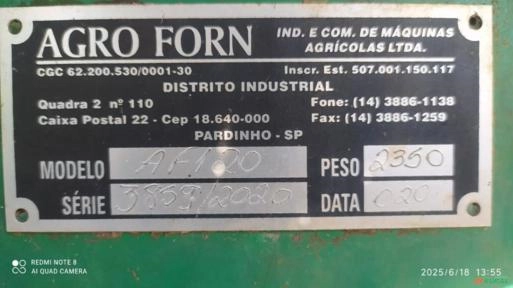 AGRO FORN
IND. E COM. DE MÁQUINAS
AGRÍCOLAS LTDA.
CGC 62.200.530/0001-30 Inscr. Est. 507.001.150.117
DISTRITO INDUSTRIAL
Quadra 2 nº 110 Fone: (14) 3886-1138
Caixa Postal 22 - Cep 18.640-000 Fax: (14) 3886-1259
PARDINHO - SP
MODELO AF120 PESO 2350
SÉRIE 3859/2020 DATA 020
REDMI NOTE 8
AI QUAD CAMERA
2025/6/18 13:55